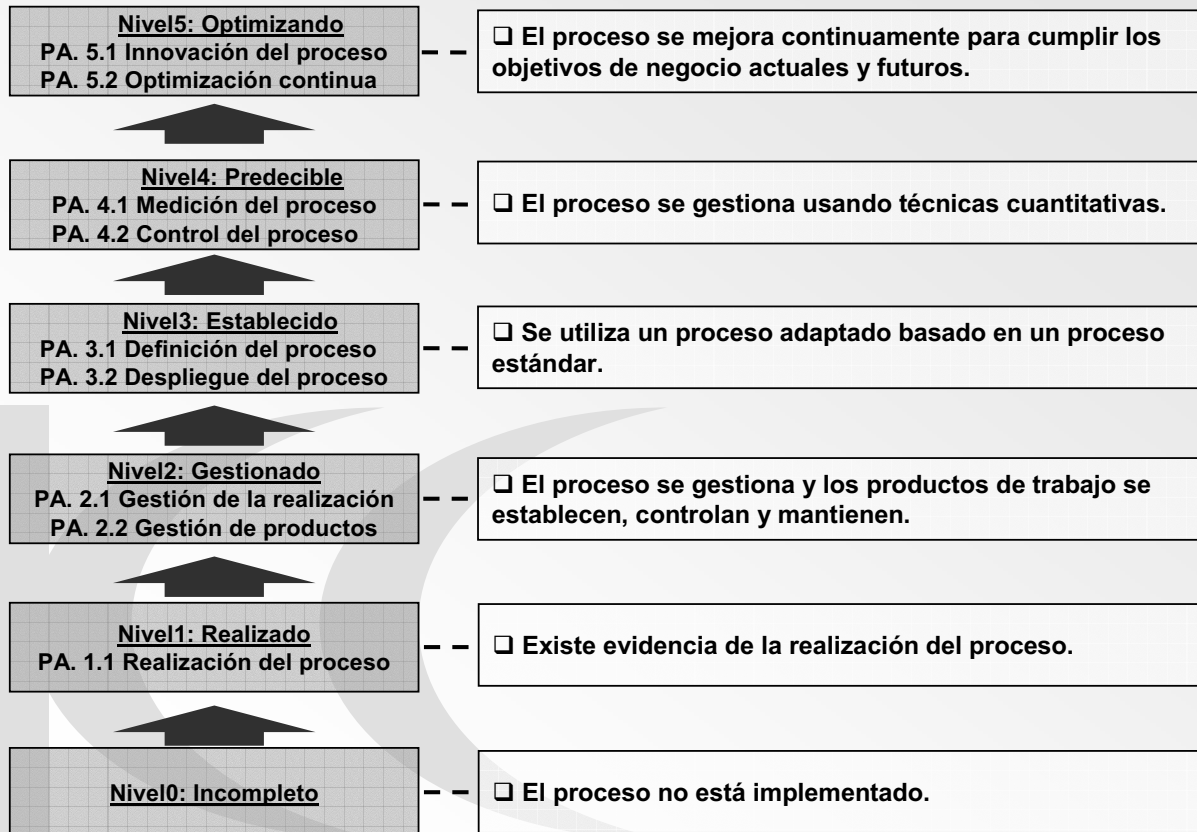 Nivel5: Optimizando
PA. 5.1 Innovación del proceso
PA. 5.2 Optimización continua
❑ El proceso se mejora continuamente para cumplir los
objetivos de negocio actuales y futuros.
Nivel4: Predecible
PA. 4.1 Medición del proceso
PA. 4.2 Control del proceso
❑ El proceso se gestiona usando técnicas cuantitativas.
Nivel3: Establecido
PA. 3.1 Definición del proceso
PA. 3.2 Despliegue del proceso
❑ Se utiliza un proceso adaptado basado en un proceso
estándar.
Nivel2: Gestionado
PA. 2.1 Gestión de la realización
PA. 2.2 Gestión de productos
❑ El proceso se gestiona y los productos de trabajo se
establecen, controlan y mantienen.
Nivel1: Realizado
PA. 1.1 Realización del proceso
❑ Existe evidencia de la realización del proceso.
Nivel0: Incompleto
❑ El proceso no está implementado.